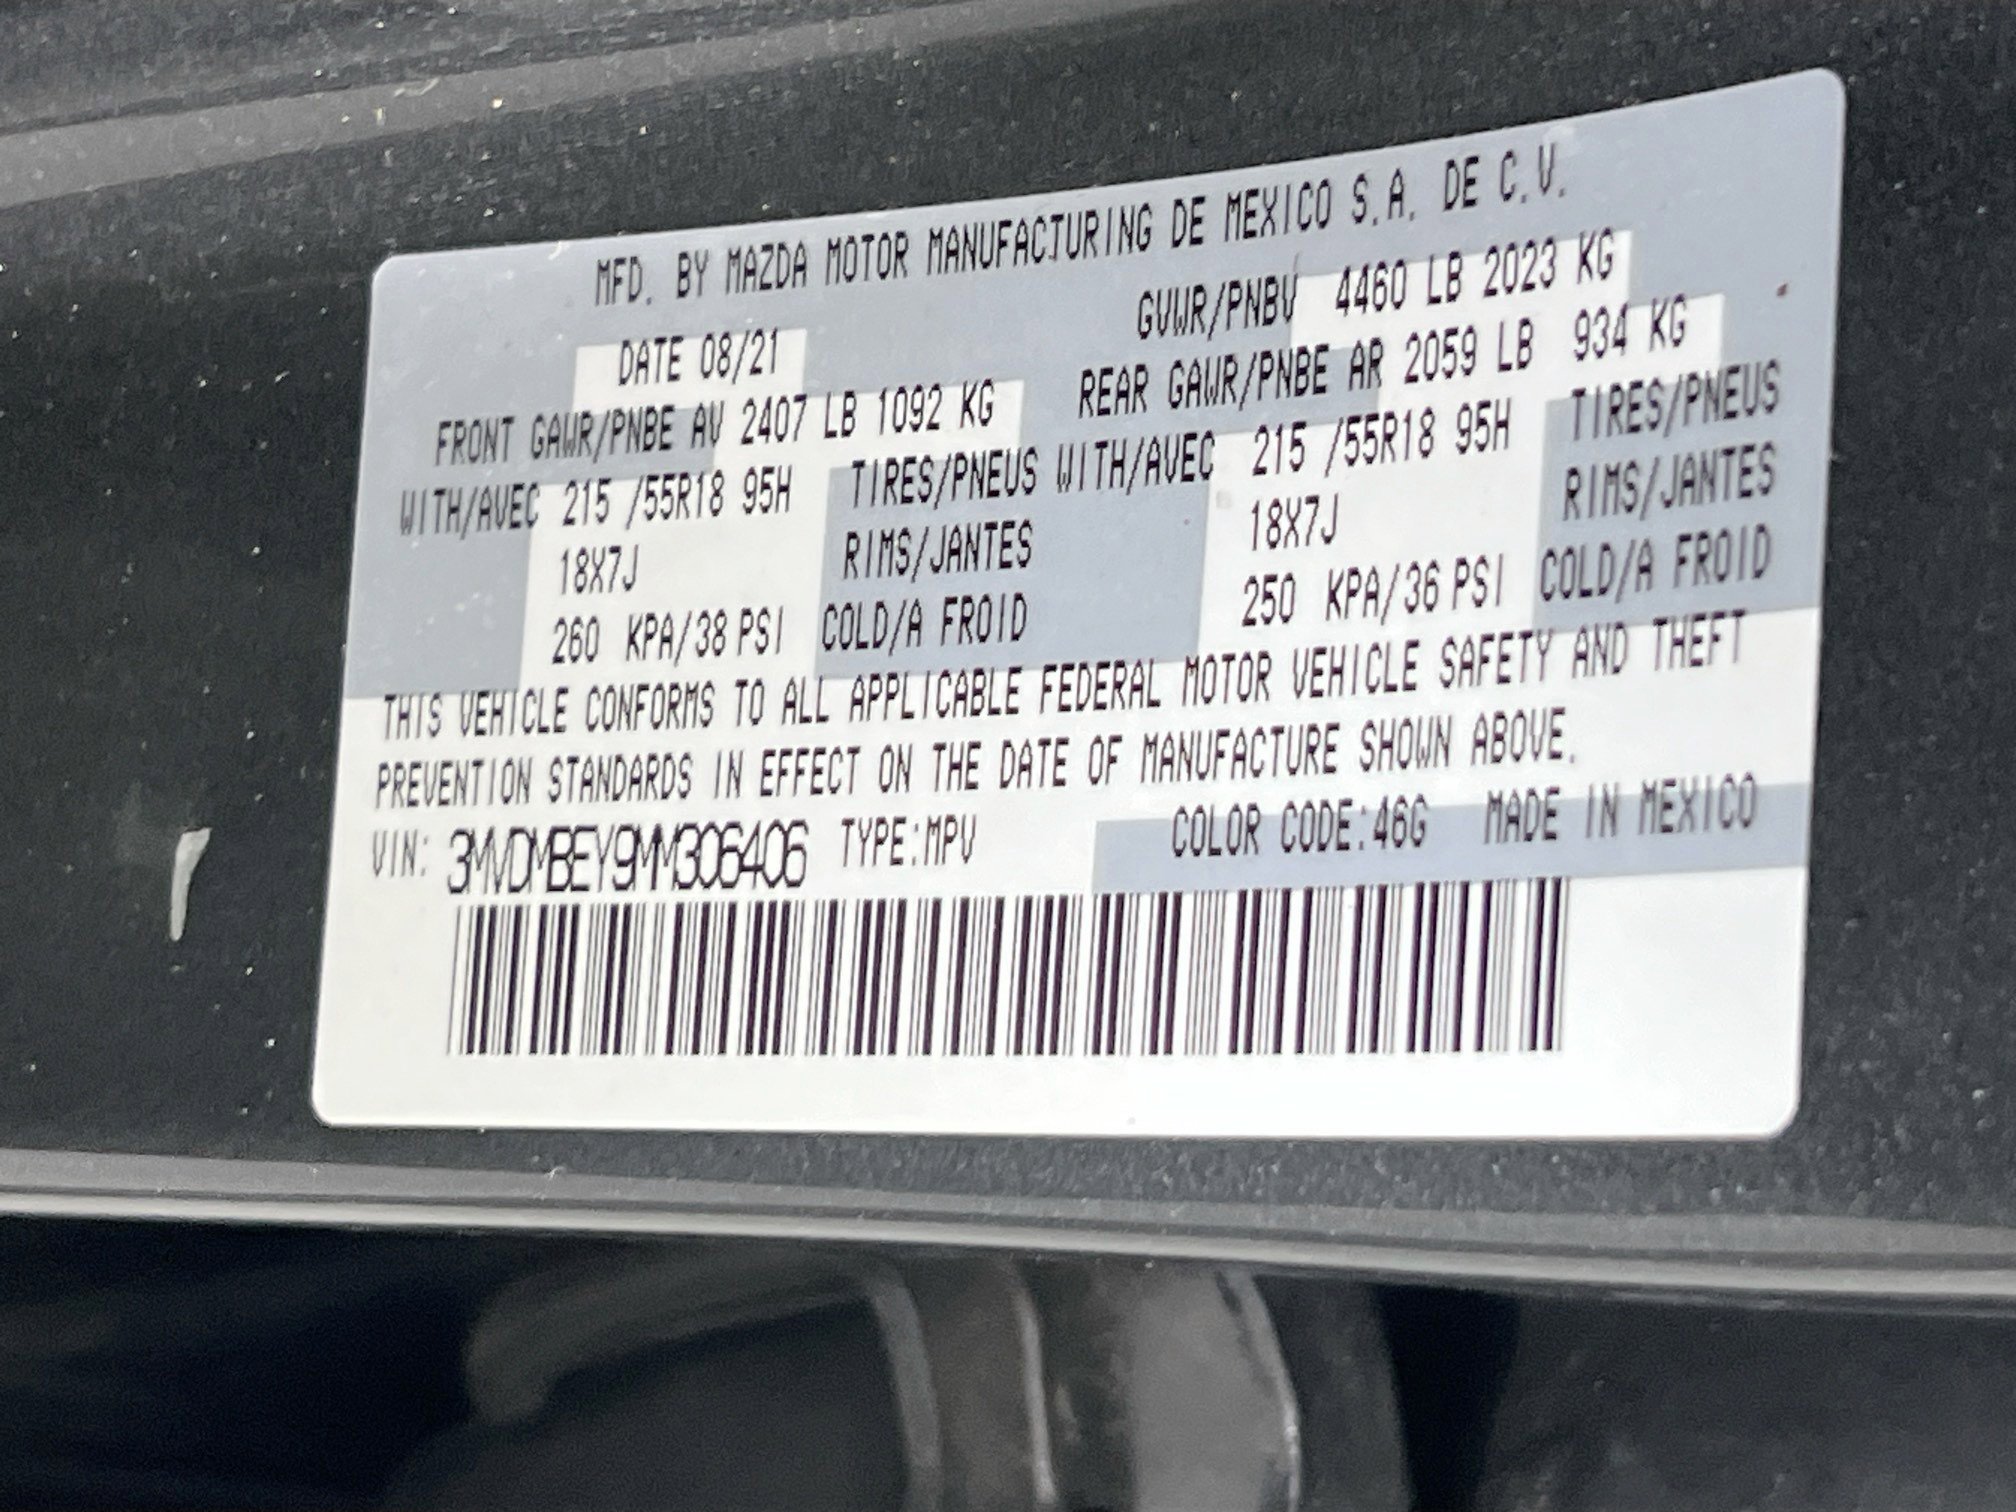 MFD. BY MAZDA MOTOR MANUFACTURING DE MEXICO S.A. DE C.V.
DATE 08/21 GVWR/PNBV 4460 LB 2023 KG
FRONT GAWR/PNBE AV 2407 LB 1092 KG REAR GAWR/PNBE AR 2059 LB 934 KG
WITH/AVEC 215 /55R18 95H TIRES/PNEUS WITH/AVEC 215 /55R18 95H TIRES/PNEUS
18X7J RIMS/JANTES 18X7J RIMS/JANTES
260 KPA/38 PSI COLD/A FROID 250 KPA/36 PSI COLD/A FROID
THIS VEHICLE CONFORMS TO ALL APPLICABLE FEDERAL MOTOR VEHICLE SAFETY AND THEFT
PREVENTION STANDARDS IN EFFECT ON THE DATE OF MANUFACTURE SHOWN ABOVE.
VIN: 3MVDMBEY9MM306406 TYPE:MPV COLOR CODE:46G MADE IN MEXICO